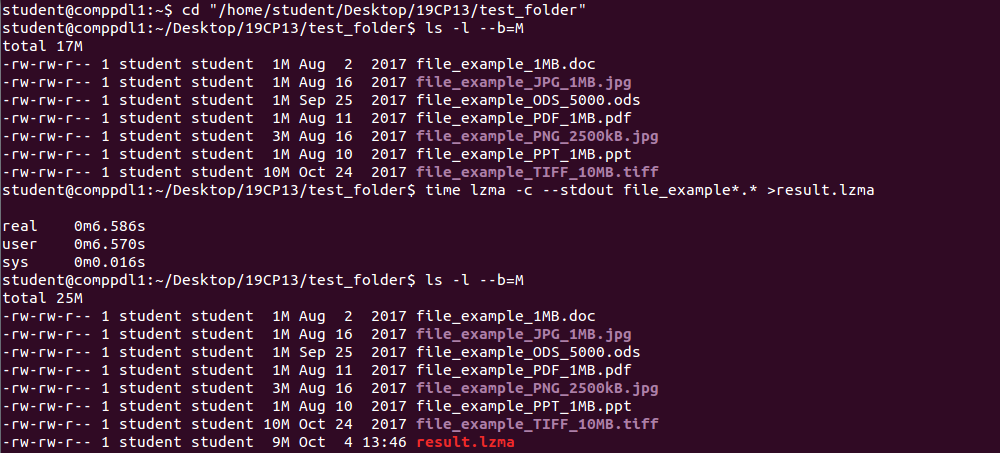 student@comppdl1:~$ cd "/home/student/Desktop/19CP13/test_folder"
student@comppdl1:~/Desktop/19CP13/test_folder$ ls -l --b=M
total 17M
-rw-rw-r-- 1 student student  1M Aug  2  2017 file_example_1MB.doc
-rw-rw-r-- 1 student student  1M Aug 16  2017 file_example_JPG_1MB.jpg
-rw-rw-r-- 1 student student  1M Sep 25  2017 file_example_ODS_5000.ods
-rw-rw-r-- 1 student student  1M Aug 11  2017 file_example_PDF_1MB.pdf
-rw-rw-r-- 1 student student  3M Aug 16  2017 file_example_PNG_2500kB.jpg
-rw-rw-r-- 1 student student  1M Aug 10  2017 file_example_PPT_1MB.ppt
-rw-rw-r-- 1 student student 10M Oct 24  2017 file_example_TIFF_10MB.tiff
student@comppdl1:~/Desktop/19CP13/test_folder$ time lzma -c --stdout file_example*.* >result.lzma

real    0m6.586s
user    0m6.570s
sys     0m0.016s
student@comppdl1:~/Desktop/19CP13/test_folder$ ls -l --b=M
total 25M
-rw-rw-r-- 1 student student  1M Aug  2  2017 file_example_1MB.doc
-rw-rw-r-- 1 student student  1M Aug 16  2017 file_example_JPG_1MB.jpg
-rw-rw-r-- 1 student student  1M Sep 25  2017 file_example_ODS_5000.ods
-rw-rw-r-- 1 student student  1M Aug 11  2017 file_example_PDF_1MB.pdf
-rw-rw-r-- 1 student student  3M Aug 16  2017 file_example_PNG_2500kB.jpg
-rw-rw-r-- 1 student student  1M Aug 10  2017 file_example_PPT_1MB.ppt
-rw-rw-r-- 1 student student 10M Oct 24  2017 file_example_TIFF_10MB.tiff
-rw-rw-r-- 1 student student  9M Oct  4 13:46 result.lzma